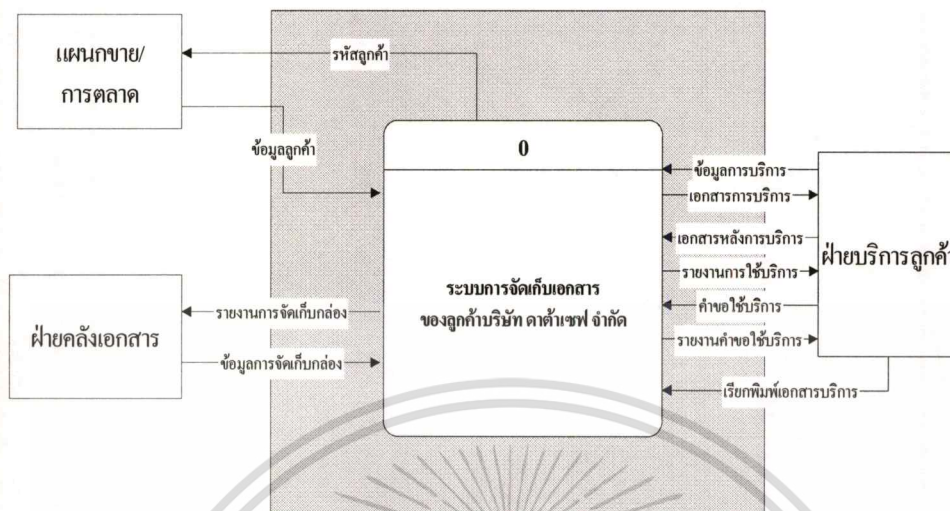 แผนกขาย/
การตลาด
รหัสลูกค้า
ข้อมูลลูกค้า
0
ระบบการจัดเก็บเอกสาร
ของลูกค้าบริษัท ดาต้าเซฟ จำกัด
ฝ่ายคลังเอกสาร
รายงานการจัดเก็บกล่อง
ข้อมูลการจัดเก็บกล่อง
ข้อมูลการบริการ
เอกสารการบริการ
เอกสารหลังการบริการ
รายงานการใช้บริการ
คำขอใช้บริการ
รายงานคำขอใช้บริการ
เรียกพิมพ์เอกสารบริการ
ฝ่ายบริการลูกค้า